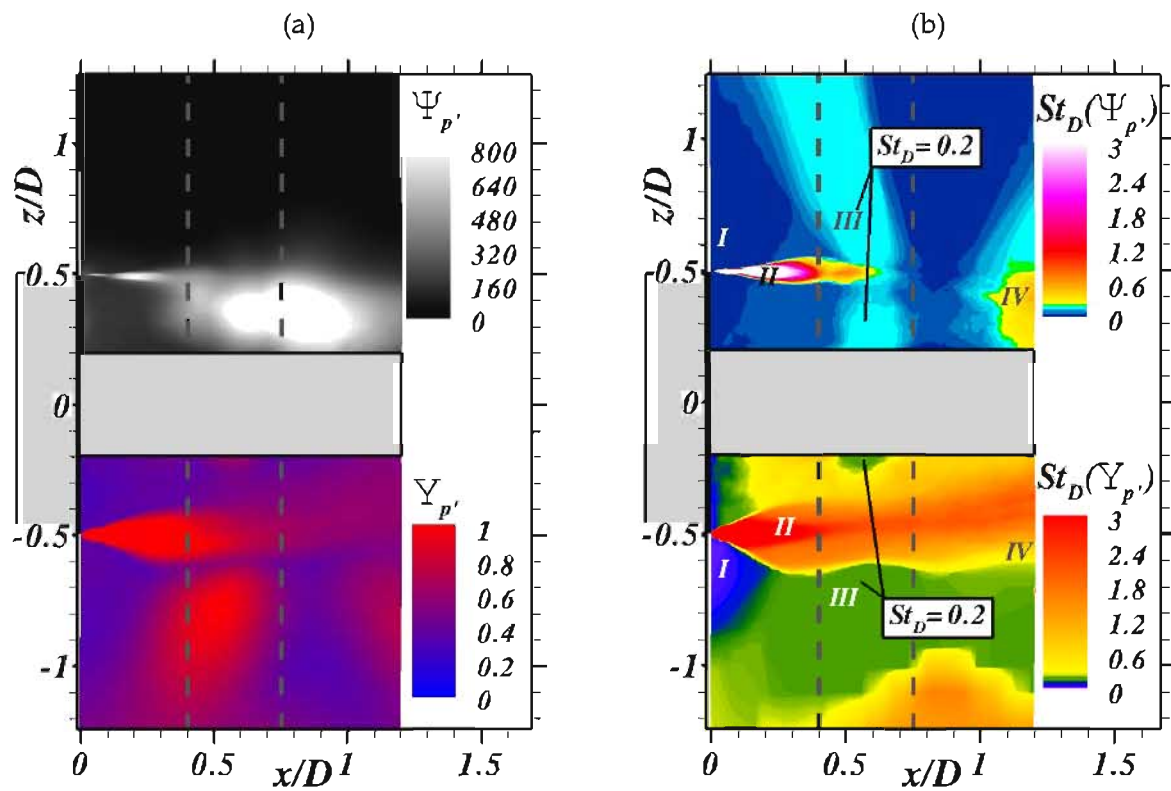 (a)
(b)
Ψp'
800
640
480
320
160
0
z/D
1
0.5
0
-0.5
-1
Υp'
1
0.8
0.6
0.4
0.2
0
0
0.5
1
1.5
x/D
StD(Ψp')
3
2.4
1.8
1.2
0.6
0
z/D
1
0.5
0
-0.5
-1
StD = 0.2
I
II
III
IV
StD(Υp')
3
2.4
1.8
1.2
0.6
0
I
II
III
IV
StD = 0.2
0
0.5
1
1.5
x/D